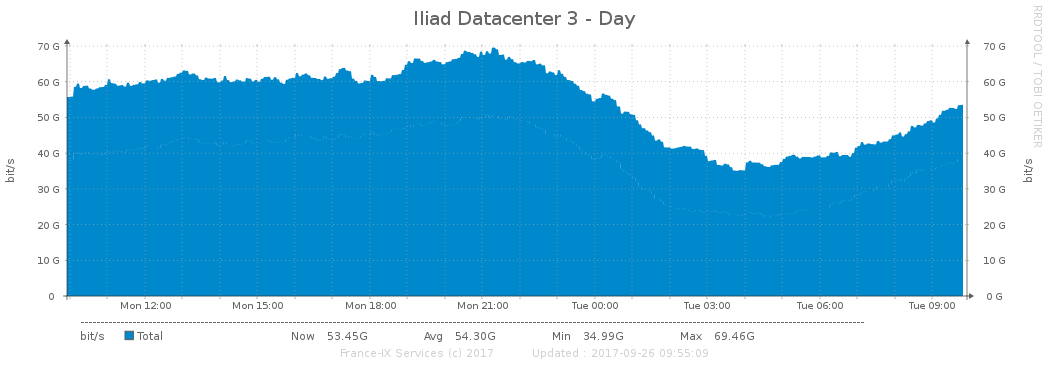 Iliad Datacenter 3 - Day
RRDTOOL / TOBI OETIKER
bit/s
bit/s
70 G 70 G
60 G 60 G
50 G 50 G
40 G 40 G
30 G 30 G
20 G 20 G
10 G 10 G
0 0 G
Mon 12:00 Mon 15:00 Mon 18:00 Mon 21:00 Tue 00:00 Tue 03:00 Tue 06:00 Tue 09:00
bit/s Total Now 53.45G Avg 54.30G Min 34.99G Max 69.46G
France-IX Services (c) 2017 Updated : 2017-09-26 09:55:09